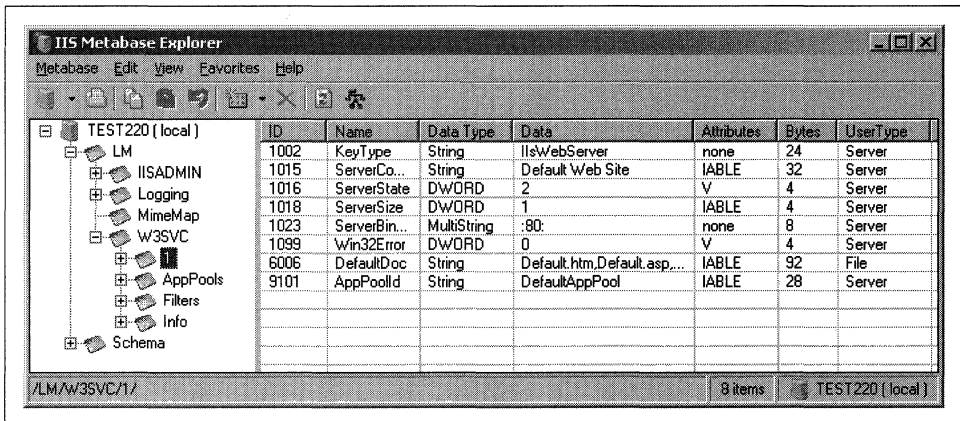 IIS Metabase Explorer
Metabase Edit View Favorites Help
TEST220 ( local )
LM
IISADMIN
Logging
MimeMap
W3SVC
1
AppPools
Filters
Info
Schema
ID Name Data Type Data Attributes Bytes UserType
1002 KeyType String IIsWebServer none 24 Server
1015 ServerCo... String Default Web Site IABLE 32 Server
1016 ServerState DWORD 2 V 4 Server
1018 ServerSize DWORD 1 IABLE 4 Server
1023 ServerBin... MultiString :80: none 8 Server
1099 Win32Error DWORD 0 V 4 Server
6006 DefaultDoc String Default.htm,Default.asp,... IABLE 92 File
9101 AppPoolId String DefaultAppPool IABLE 28 Server
/LM/W3SVC/1/ 8 items TEST220 ( local )